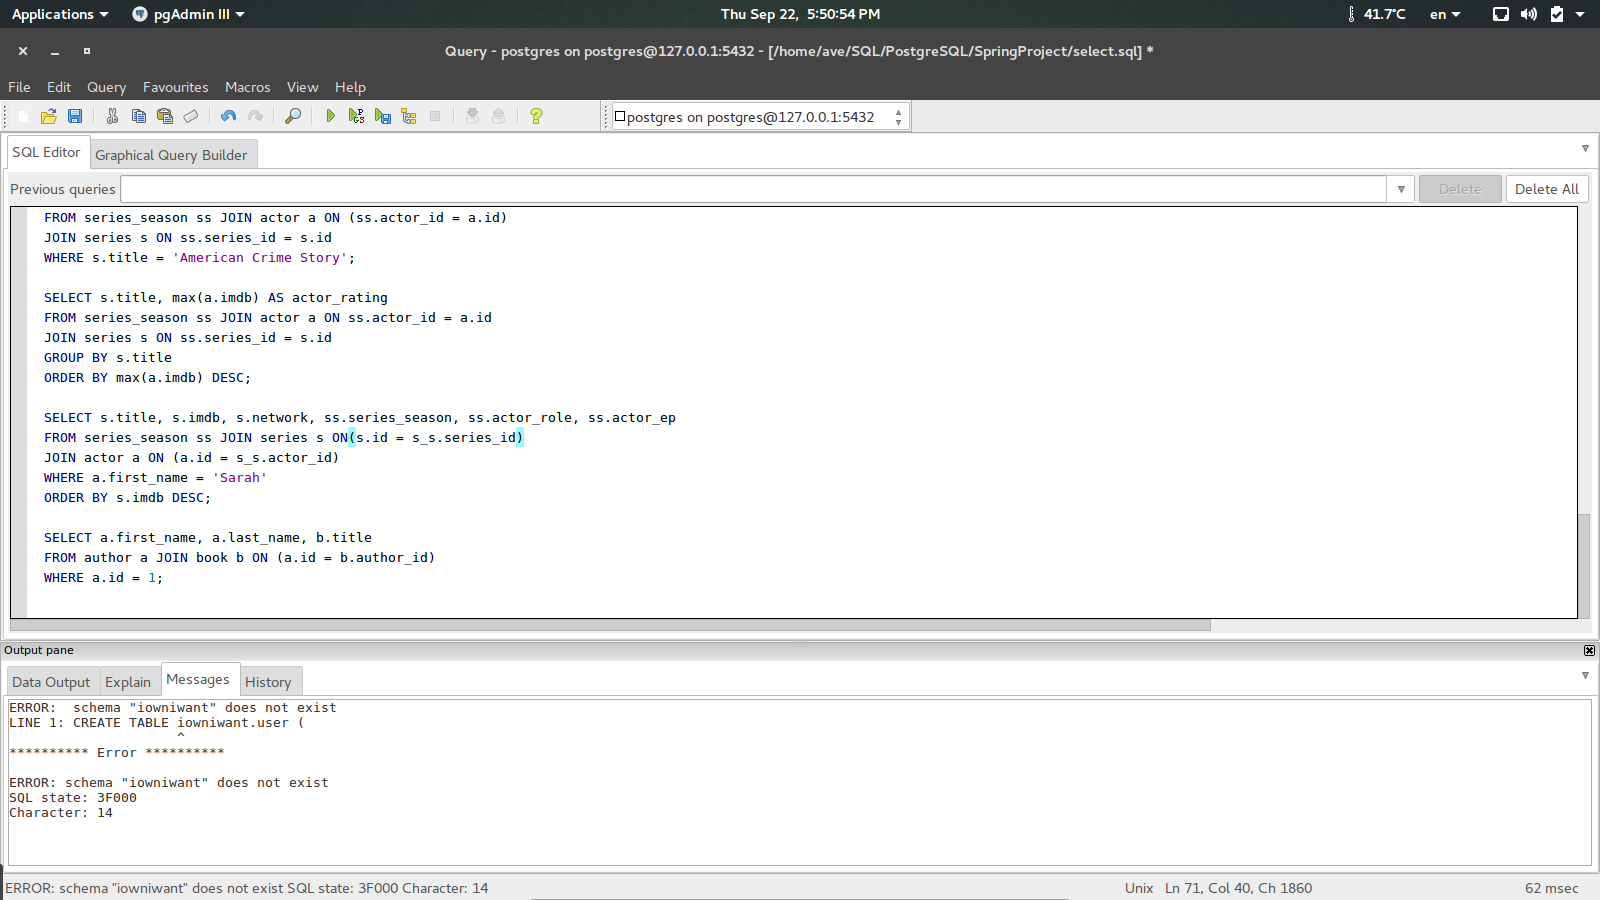 Applications pgAdmin III Thu Sep 22, 5:50:54 PM 41.7°C en
Query - postgres on postgres@127.0.0.1:5432 - [/home/ave/SQL/PostgreSQL/SpringProject/select.sql] *
File Edit Query Favourites Macros View Help
postgres on postgres@127.0.0.1:5432
SQL Editor Graphical Query Builder
Previous queries Delete Delete All
FROM series_season ss JOIN actor a ON (ss.actor_id = a.id)
JOIN series s ON ss.series_id = s.id
WHERE s.title = 'American Crime Story';
SELECT s.title, max(a.imdb) AS actor_rating
FROM series_season ss JOIN actor a ON ss.actor_id = a.id
JOIN series s ON ss.series_id = s.id
GROUP BY s.title
ORDER BY max(a.imdb) DESC;
SELECT s.title, s.imdb, s.network, ss.series_season, ss.actor_role, ss.actor_ep
FROM series_season ss JOIN series s ON(s.id = s_s.series_id)
JOIN actor a ON (a.id = s_s.actor_id)
WHERE a.first_name = 'Sarah'
ORDER BY s.imdb DESC;
SELECT a.first_name, a.last_name, b.title
FROM author a JOIN book b ON (a.id = b.author_id)
WHERE a.id = 1;
Output pane
Data Output Explain Messages History
ERROR:  schema "iowniwant" does not exist
LINE 1: CREATE TABLE iowniwant.user (
^
********** Error **********
ERROR: schema "iowniwant" does not exist
SQL state: 3F000
Character: 14
ERROR: schema "iowniwant" does not exist SQL state: 3F000 Character: 14 Unix Ln 71, Col 40, Ch 1860 62 msec